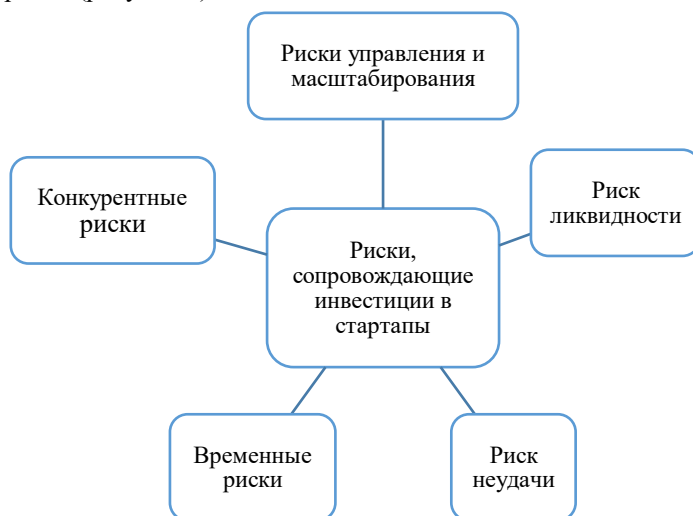 Риски управления и
масштабирования
Конкурентные
риски
Риск
ликвидности
Риски,
сопровождающие
инвестиции в
стартапы
Временные
риски
Риск
неудачи